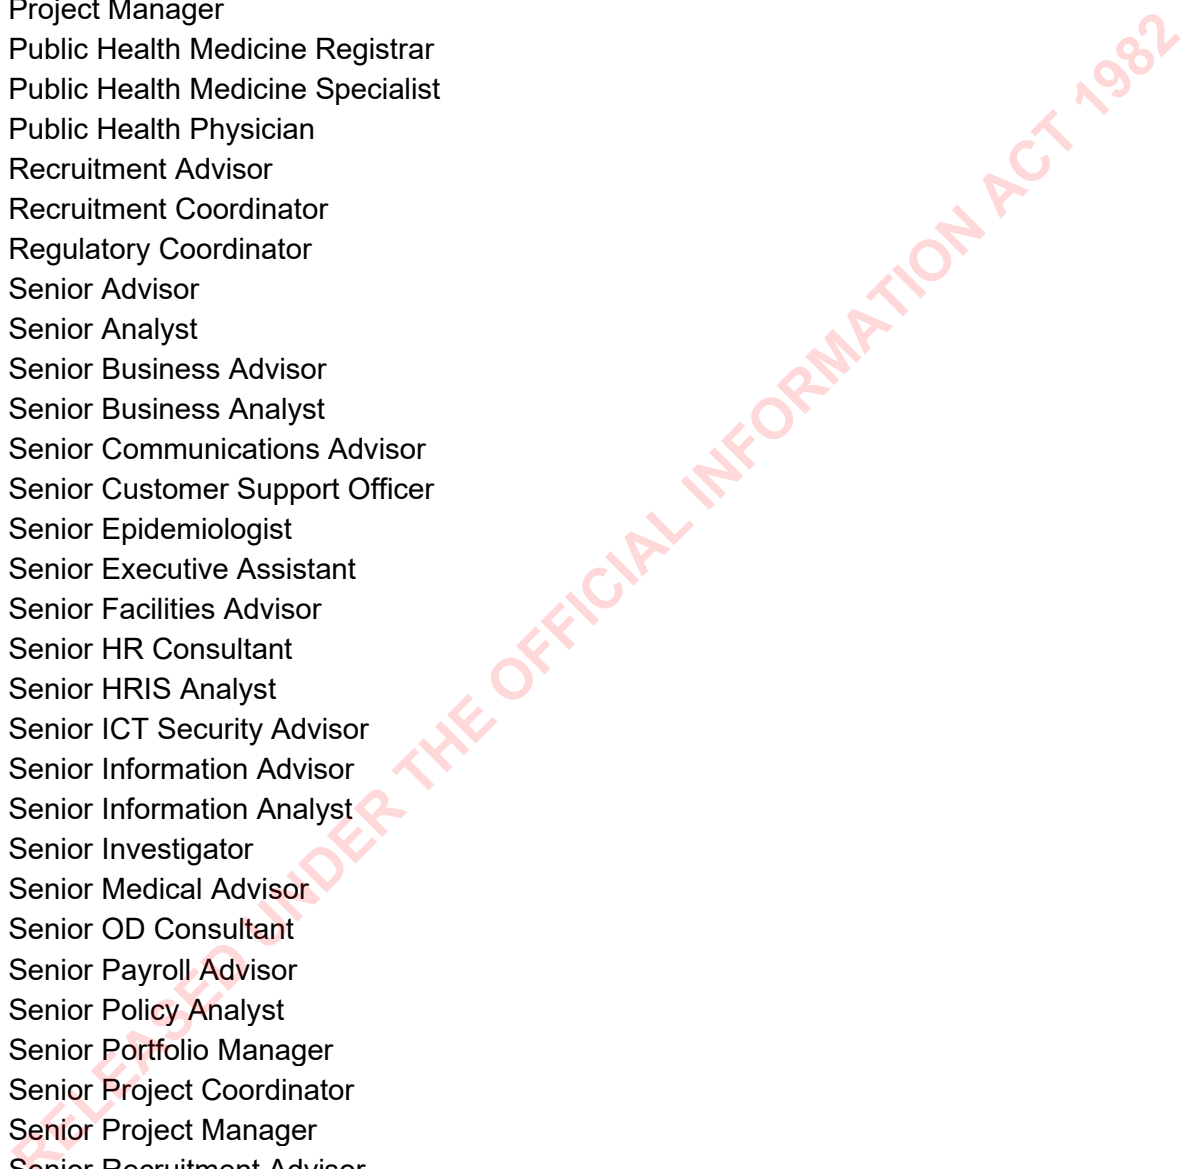 Project Manager
Public Health Medicine Registrar
Public Health Medicine Specialist
Public Health Physician
Recruitment Advisor
Recruitment Coordinator
Regulatory Coordinator
Senior Advisor
Senior Analyst
Senior Business Advisor
Senior Business Analyst
Senior Communications Advisor
Senior Customer Support Officer
Senior Epidemiologist
Senior Executive Assistant
Senior Facilities Advisor
Senior HR Consultant
Senior HRIS Analyst
Senior ICT Security Advisor
Senior Information Advisor
Senior Information Analyst
Senior Investigator
Senior Medical Advisor
Senior OD Consultant
Senior Payroll Advisor
Senior Policy Analyst
Senior Portfolio Manager
Senior Project Coordinator
Senior Project Manager
Senior Recruitment Advisor
RELEASED UNDER THE OFFICIAL INFORMATION ACT 1982